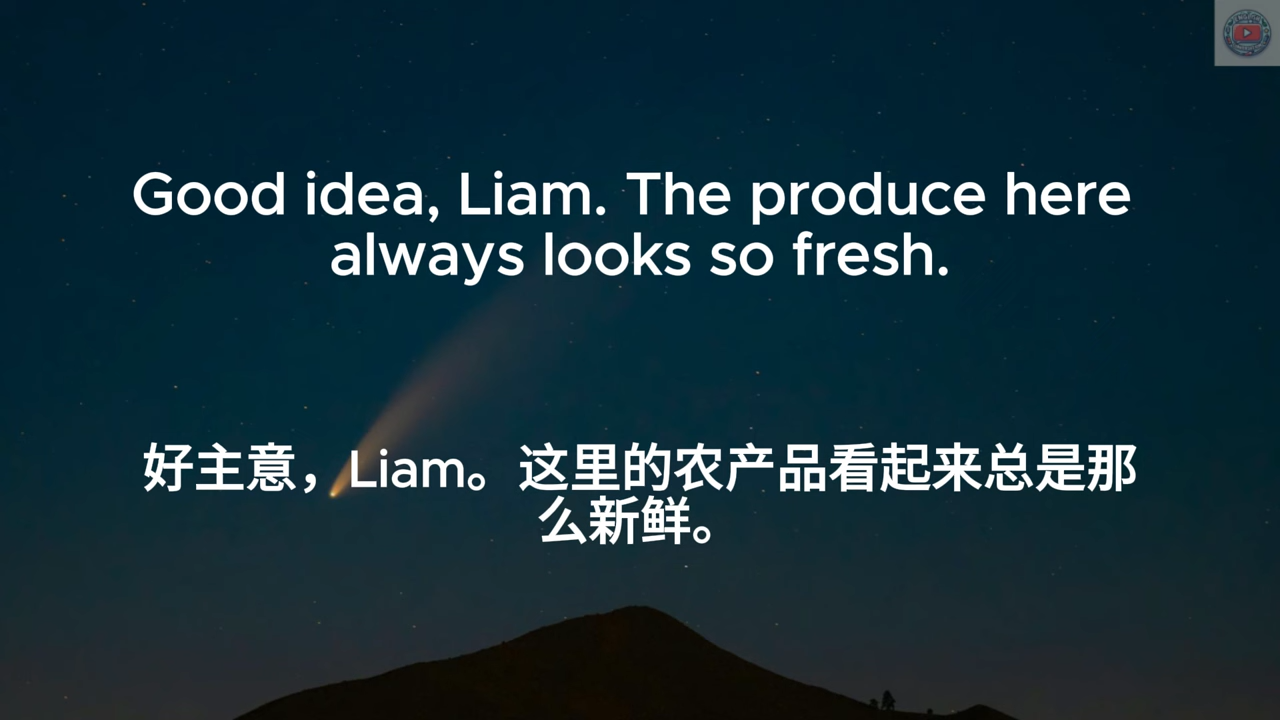 Good idea, Liam. The produce here
always looks so fresh.
好主意，Liam。这里的农产品看起来总是那
么新鲜。